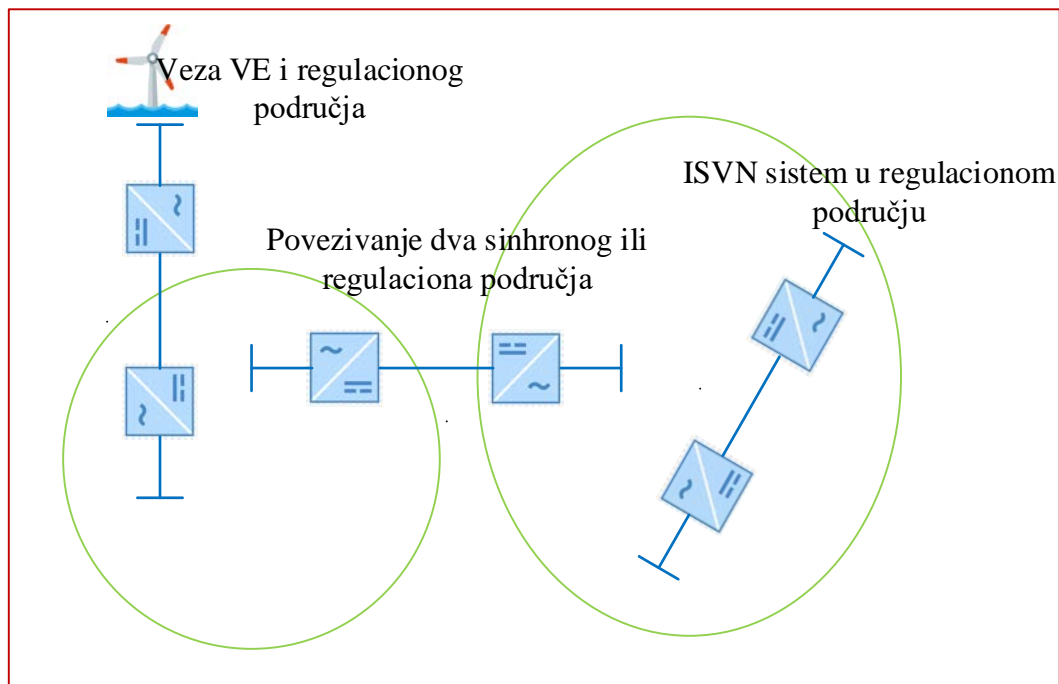 Veza VE i regulacionog
područja
ISVN sistem u regulacionom
području
Povezivanje dva sinhronog ili
regulaciona područja